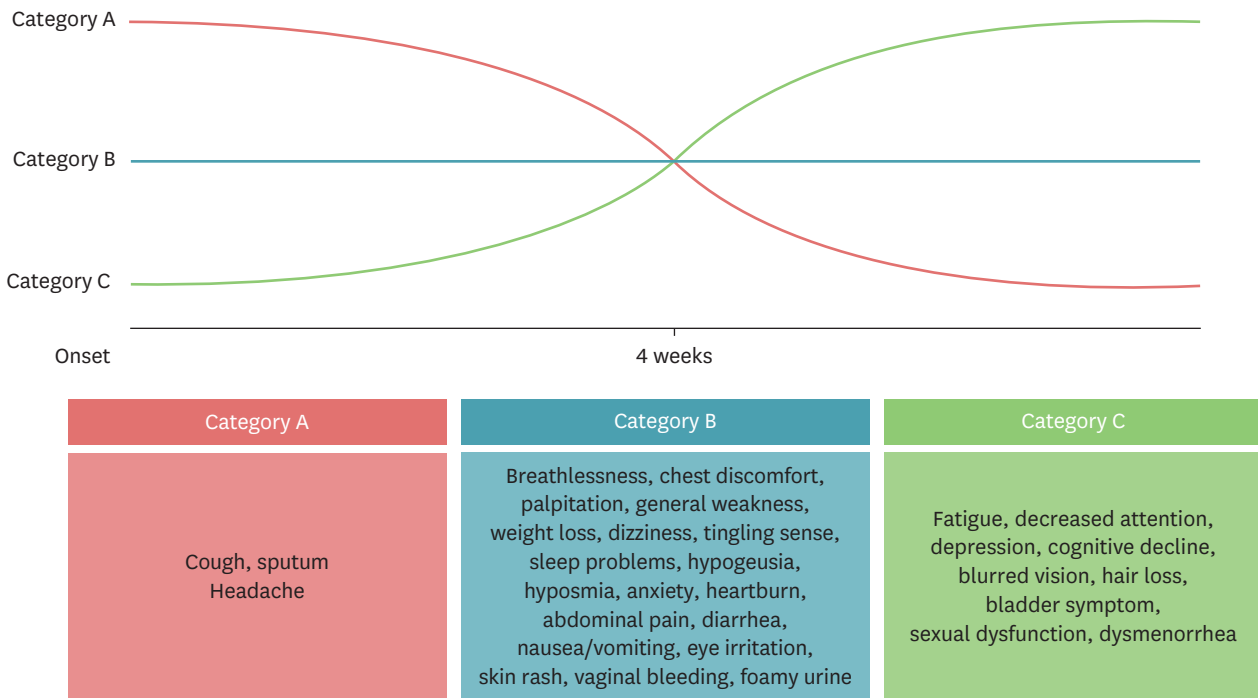 Category A
Category B
Category C
Onset
4 weeks
Category A
Cough, sputum
Headache
Category B
Breathlessness, chest discomfort,
palpitation, general weakness,
weight loss, dizziness, tingling sense,
sleep problems, hypogeusia,
hyposmia, anxiety, heartburn,
abdominal pain, diarrhea,
nausea/vomiting, eye irritation,
skin rash, vaginal bleeding, foamy urine
Category C
Fatigue, decreased attention,
depression, cognitive decline,
blurred vision, hair loss,
bladder symptom,
sexual dysfunction, dysmenorrhea